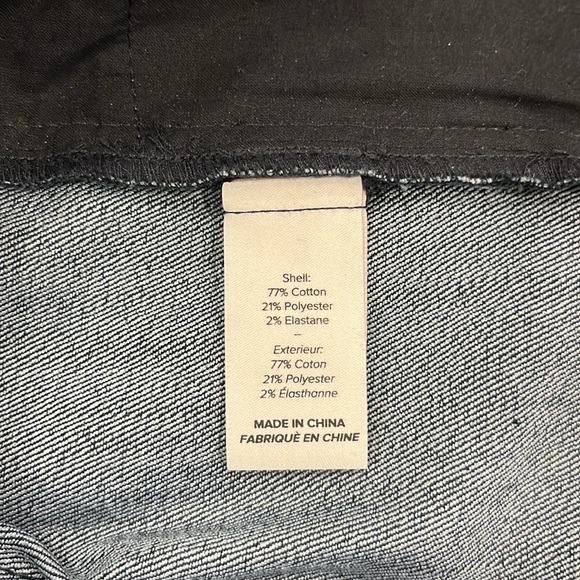 Shell:
77% Cotton
21% Polyester
2% Elastane
–
Exterieur:
77% Coton
21% Polyester
2% Élasthanne
MADE IN CHINA
FABRIQUÈ EN CHINE